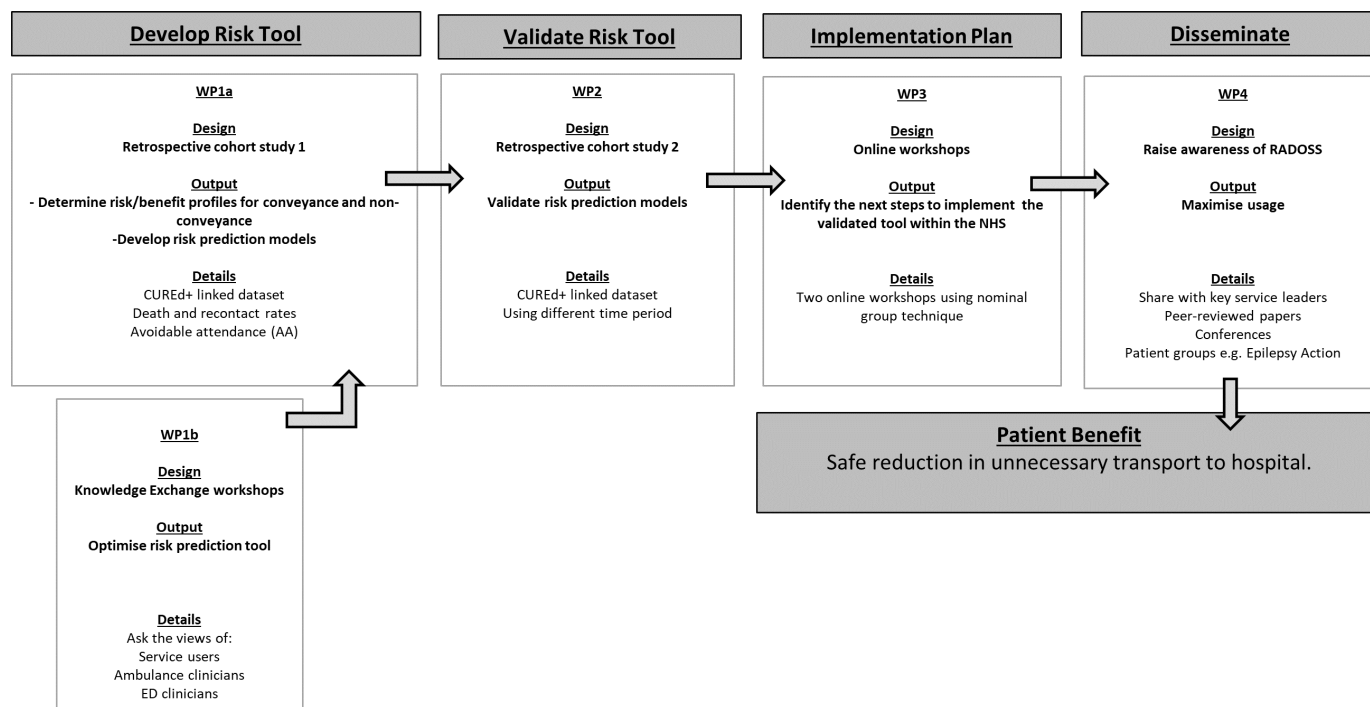 Develop Risk Tool
Validate Risk Tool
Implementation Plan
Disseminate
WP1a
Design
Retrospective cohort study 1
Output
- Determine risk/benefit profiles for conveyance and non-
conveyance
-Develop risk prediction models
Details
CUREd+ linked dataset
Death and recontact rates
Avoidable attendance (AA)
WP2
Design
Retrospective cohort study 2
Output
Validate risk prediction models
Details
CUREd+ linked dataset
Using different time period
WP3
Design
Online workshops
Output
Identify the next steps to implement the
validated tool within the NHS
Details
Two online workshops using nominal
group technique
WP4
Design
Raise awareness of RADOSS
Output
Maximise usage
Details
Share with key service leaders
Peer-reviewed papers
Conferences
Patient groups e.g. Epilepsy Action
WP1b
Design
Knowledge Exchange workshops
Output
Optimise risk prediction tool
Details
Ask the views of:
Service users
Ambulance clinicians
ED clinicians
Patient Benefit
Safe reduction in unnecessary transport to hospital.